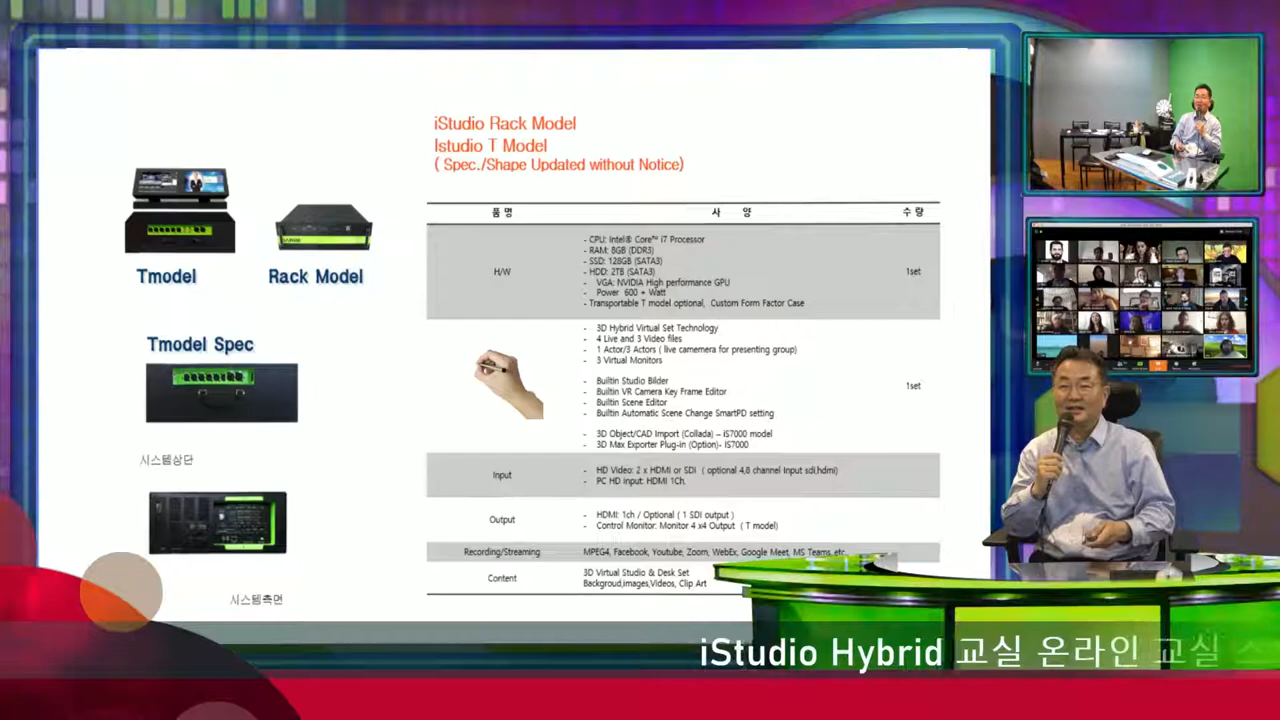 iStudio Rack Model
Istudio T Model
( Spec./Shape Updated without Notice)
Tmodel
Rack Model
Tmodel Spec
시스템상단
시스템측면
품 명 사 양 수 량
H/W
- CPU: Intel® Core™ i7 Processor
- RAM: 8GB (DDR3)
- SSD: 128GB (SATA3)
- HDD: 2TB (SATA3)
- VGA: NVIDIA High performance GPU
- Power 600 + Watt
- Transportable T model optional, Custom Form Factor Case
1set
- 3D Hybrid Virtual Set Technology
- 4 Live and 3 Video files
- 1 Actor/3 Actors ( live camemera for presenting group)
- 3 Virtual Monitors
- Builtin Studio Bilder
- Builtin VR Camera Key Frame Editor
- Builtin Scene Editor
- Builtin Automatic Scene Change SmartPD setting
- 3D Object/CAD Import (Collada) – iS7000 model
- 3D Max Exporter Plug-in (Option)- IS7000
1set
Input
- HD Video: 2 x HDMI or SDI ( optional 4,8 channel Input sdi,hdmi)
- PC HD input: HDMI 1Ch.
Output
- HDMI: 1ch / Optional ( 1 SDI output )
- Control Monitor: Monitor 4 x4 Output ( T model)
Recording/Streaming
MPEG4, Facebook, Youtube, Zoom, WebEx, Google Meet, MS Teams, etc..
Content
3D Virtual Studio & Desk Set
Backgroud,images,Videos, Clip Art
iStudio Hybrid 교실 온라인 교실